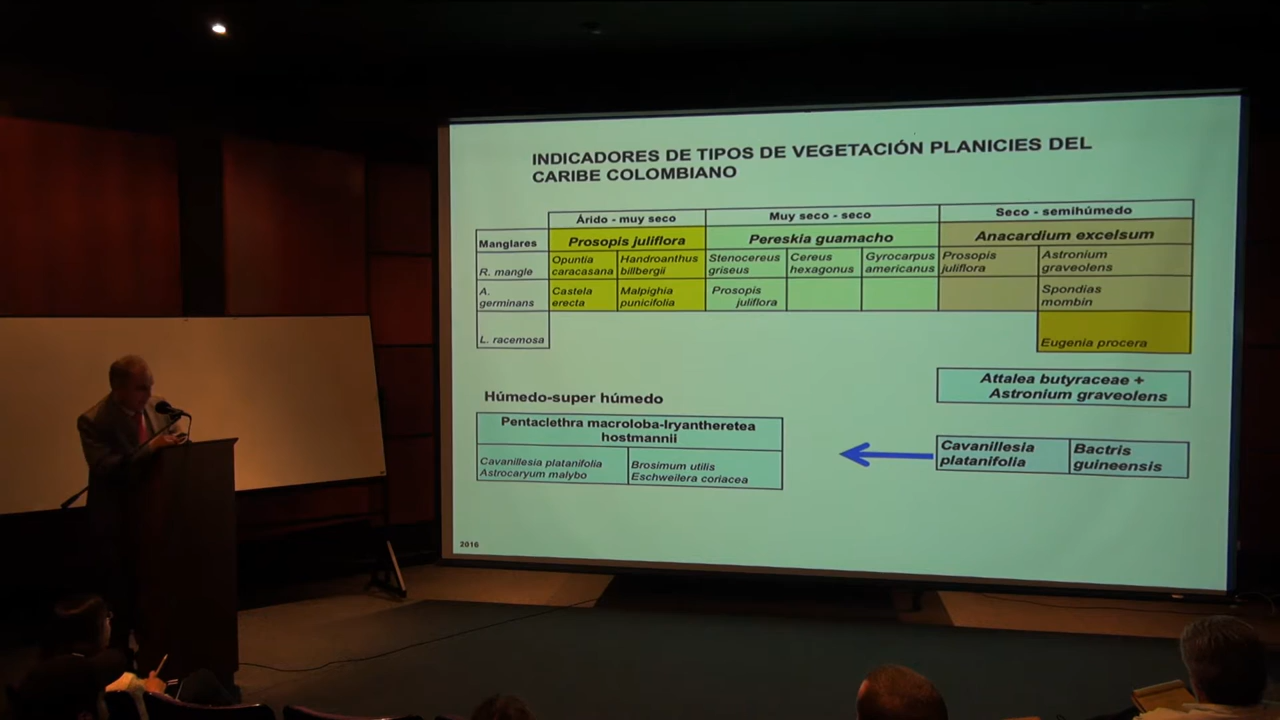 INDICADORES DE TIPOS DE VEGETACIÓN PLANICIES DEL
CARIBE COLOMBIANO
Árido - muy seco
Muy seco - seco
Seco - semihúmedo
Manglares
Prosopis juliflora
Pereskia guamacho
Anacardium excelsum
R. mangle
Opuntia
caracasana
Handroanthus
billbergii
Stenocereus
griseus
Cereus
hexagonus
Gyrocarpus
americanus
Prosopis
juliflora
Astronium
graveolens
A.
germinans
Castela
erecta
Malpighia
punicifolia
Prosopis
juliflora
Spondias
mombin
L. racemosa
Eugenia procera
Attalea butyraceae +
Astronium graveolens
Húmedo-super húmedo
Pentaclethra macroloba-Iryantheretea
hostmannii
Cavanillesia platanifolia
Astrocaryum malybo
Brosimum utilis
Eschweilera coriacea
Cavanillesia
platanifolia
Bactris
guineensis
2016